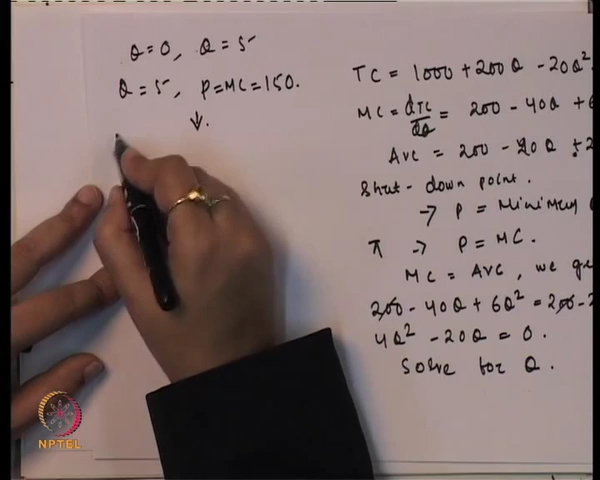 Q=0, Q=5
Q=5, P=MC=150.
↓.
TC = 1000 + 200Q - 20Q²
MC = dTC/dQ = 200 - 40Q + 6
AVC = 200 - 20Q + 2
Shut-down point.
→ P = Minimum
π → P = MC.
MC = AVC, we ge
200 - 40Q + 6Q² = 200 - 2
4Q² - 20Q = 0.
Solve for Q.
NPTEL